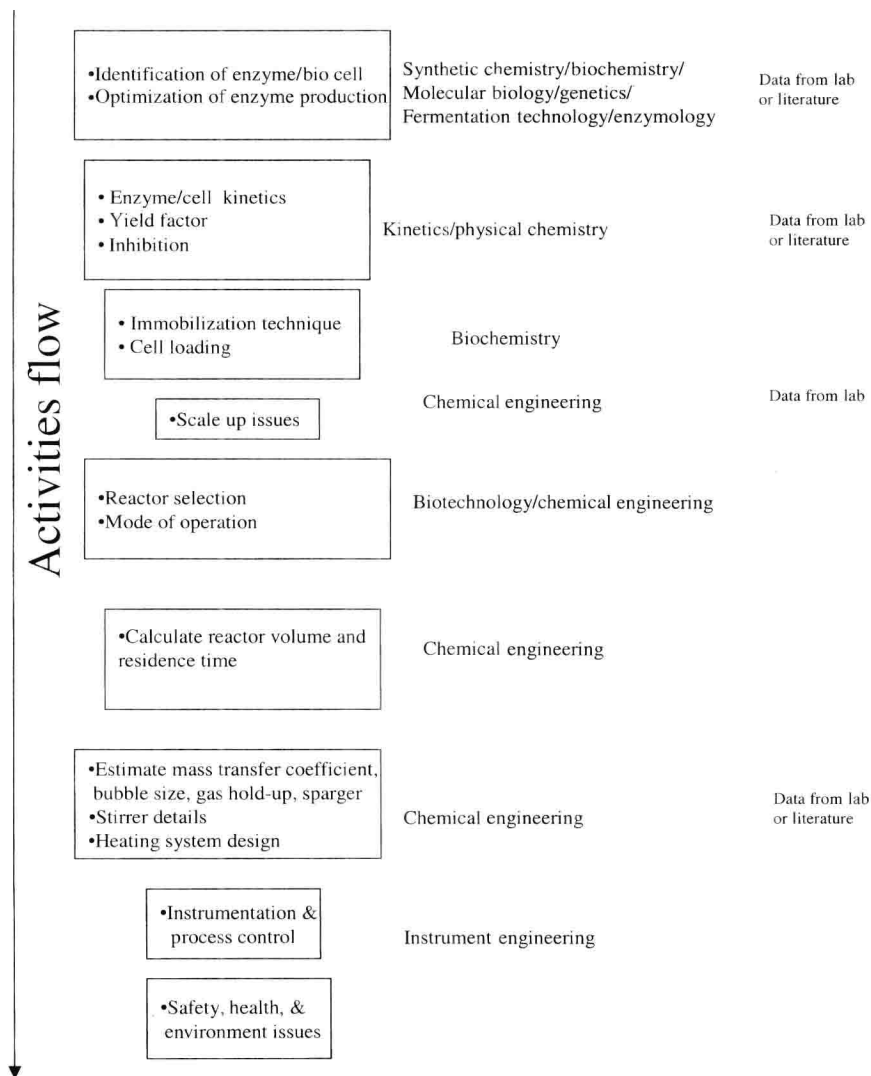 Activities flow
•Identification of enzyme/bio cell
•Optimization of enzyme production
Synthetic chemistry/biochemistry/
Molecular biology/genetics/
Fermentation technology/enzymology
Data from lab
or literature
• Enzyme/cell kinetics
• Yield factor
• Inhibition
Kinetics/physical chemistry
Data from lab
or literature
• Immobilization technique
• Cell loading
Biochemistry
•Scale up issues
Chemical engineering
Data from lab
•Reactor selection
•Mode of operation
Biotechnology/chemical engineering
•Calculate reactor volume and
residence time
Chemical engineering
•Estimate mass transfer coefficient,
bubble size, gas hold-up, sparger
•Stirrer details
•Heating system design
Chemical engineering
Data from lab
or literature
•Instrumentation &
process control
Instrument engineering
•Safety, health, &
environment issues